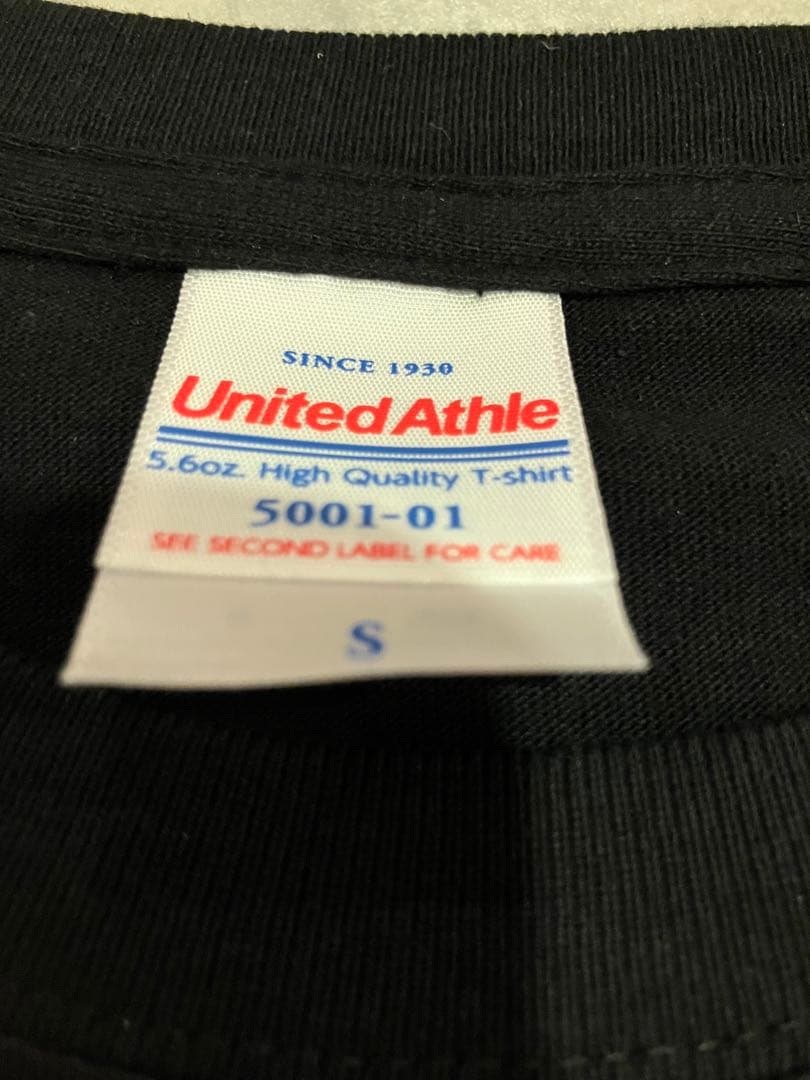 SINCE 1930
United Athle
5.6oz. High Quality T-shirt
5001-01
SEE SECOND LABEL FOR CARE
S